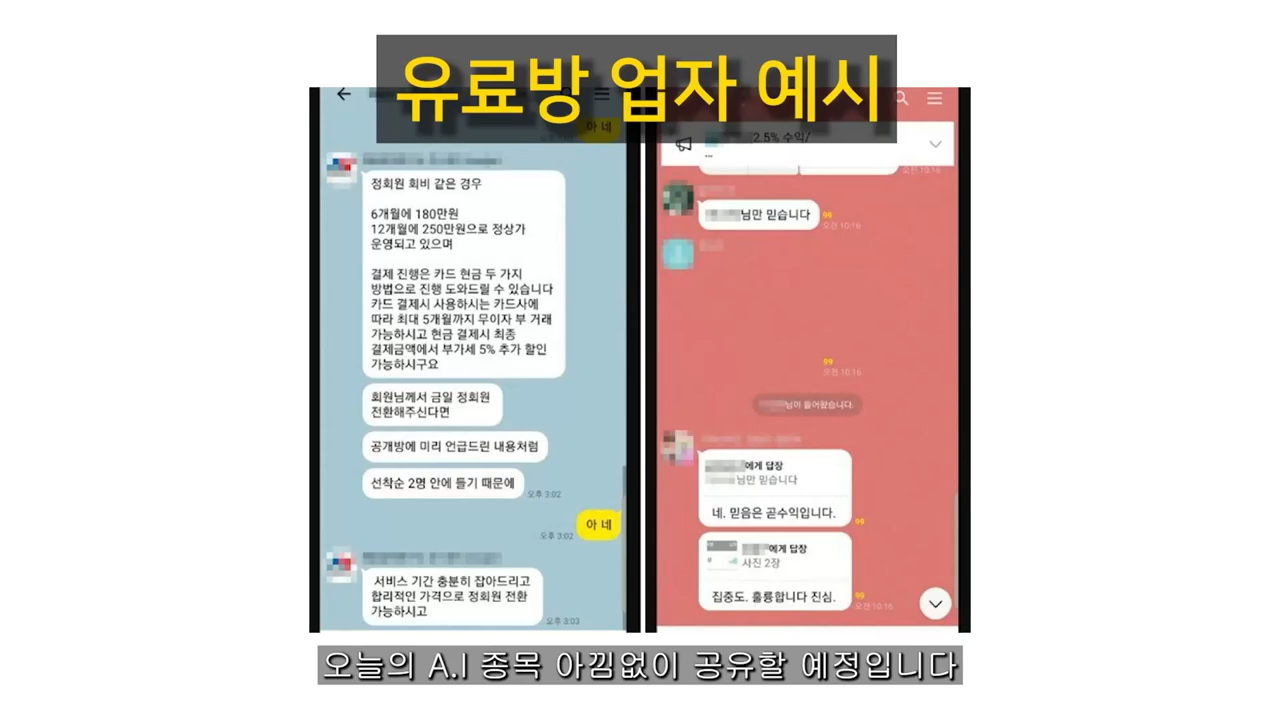 유료방 업자 예시
아 네
정회원 회비 같은 경우
6개월에 180만원
12개월에 250만원으로 정상가
운영되고 있으며
결제 진행은 카드 현금 두 가지
방법으로 진행 도와드릴 수 있습니다
카드 결제시 사용하시는 카드사에
따라 최대 5개월까지 무이자 부 거래
가능하시고 현금 결제시 최종
결제금액에서 부가세 5% 추가 할인
가능하시구요
회원님께서 금일 정회원
전환해주신다면
공개방에 미리 언급드린 내용처럼
선착순 2명 안에 들기 때문에
오후 3:02
아 네
오후 3:02
서비스 기간 충분히 잡아드리고
합리적인 가격으로 정회원 전환
가능하시고
오후 3:03
2.5% 수익/
...
오전 10:16
님만 믿습니다
99
오전 10:16
99
오전 10:16
님이 들어왔습니다.
에게 답장
님만 믿습니다
네. 믿음은 곧수익입니다.
99
에게 답장
사진 2장
집중도. 훌륭합니다 진심.
99
오전 10:16
오늘의 A.I 종목 아낌없이 공유할 예정입니다